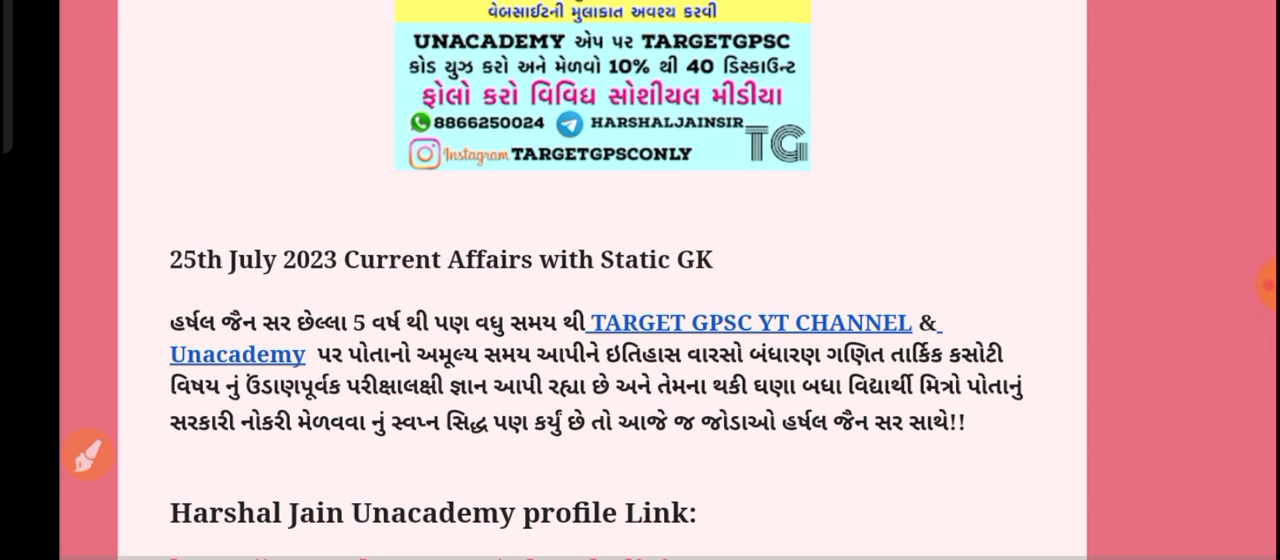 વેબસાઈટની મુલાકાત અવશ્ય કરવી
UNACADEMY એપ પર TARGETGPSC
કોડ યુઝ કરો અને મેળવો 10% થી 40 ડિસ્કાઉન્ટ
ફોલો કરો વિવિધ સોશીયલ મીડીયા
8866250024 HARSHALJAINSIR
TG
Instagram TARGETGPSCONLY
25th July 2023 Current Affairs with Static GK
હર્ષલ જૈન સર છેલ્લા 5 વર્ષ થી પણ વધુ સમય થી TARGET GPSC YT CHANNEL &
Unacademy પર પોતાનો અમૂલ્ય સમય આપીને ઇતિહાસ વારસો બંધારણ ગણિત તાર્કિક કસોટી
વિષય નું ઉંડાણપૂર્વક પરીક્ષાલક્ષી જ્ઞાન આપી રહ્યા છે અને તેમના થકી ઘણા બધા વિદ્યાર્થી મિત્રો પોતાનું
સરકારી નોકરી મેળવવા નું સ્વપ્ન સિદ્ધ પણ કર્યું છે તો આજે જ જોડાઓ હર્ષલ જૈન સર સાથે!!
Harshal Jain Unacademy profile Link: